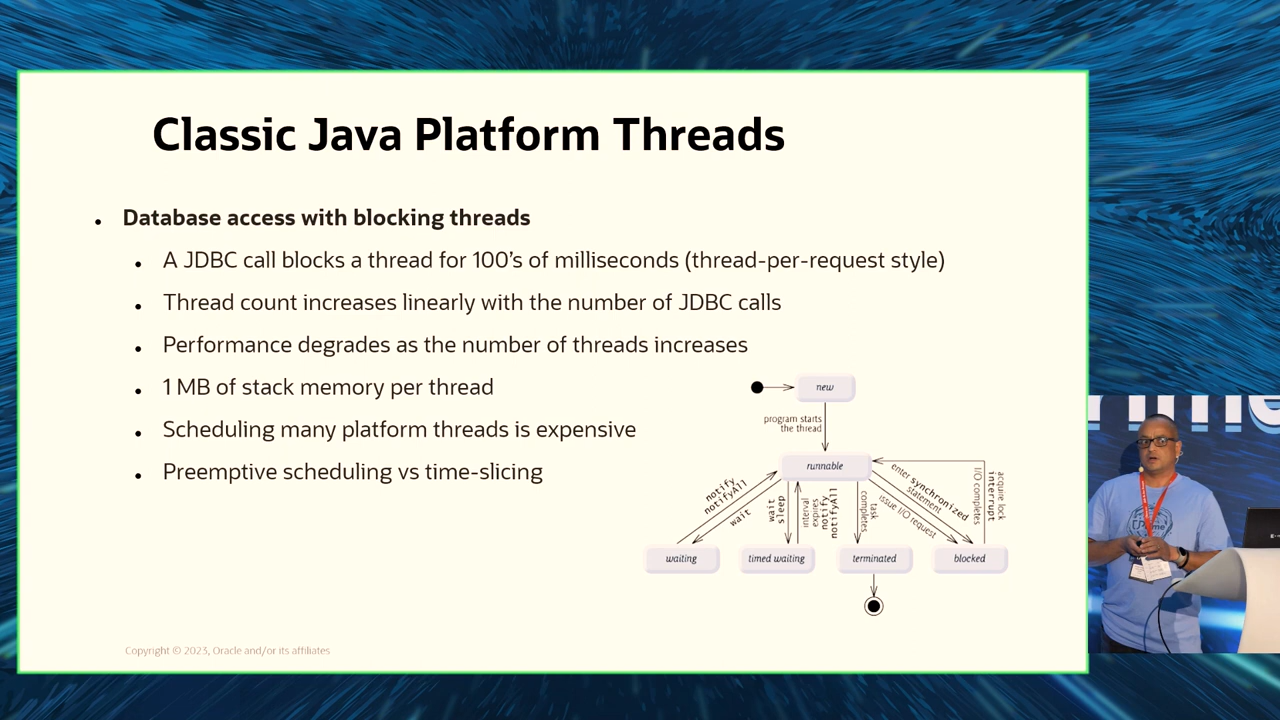 Classic Java Platform Threads
Database access with blocking threads
A JDBC call blocks a thread for 100's of milliseconds (thread-per-request style)
Thread count increases linearly with the number of JDBC calls
Performance degrades as the number of threads increases
1 MB of stack memory per thread
Scheduling many platform threads is expensive
Preemptive scheduling vs time-slicing
new
program starts
the thread
runnable
notify
notifyAll
wait
wait
sleep
interval
expires
notify
notifyAll
task
completes
enter synchronized
statement
issue I/O request
I/O completes
interrupt
acquire lock
waiting
timed waiting
terminated
blocked
Copyright © 2023, Oracle and/or its affiliates